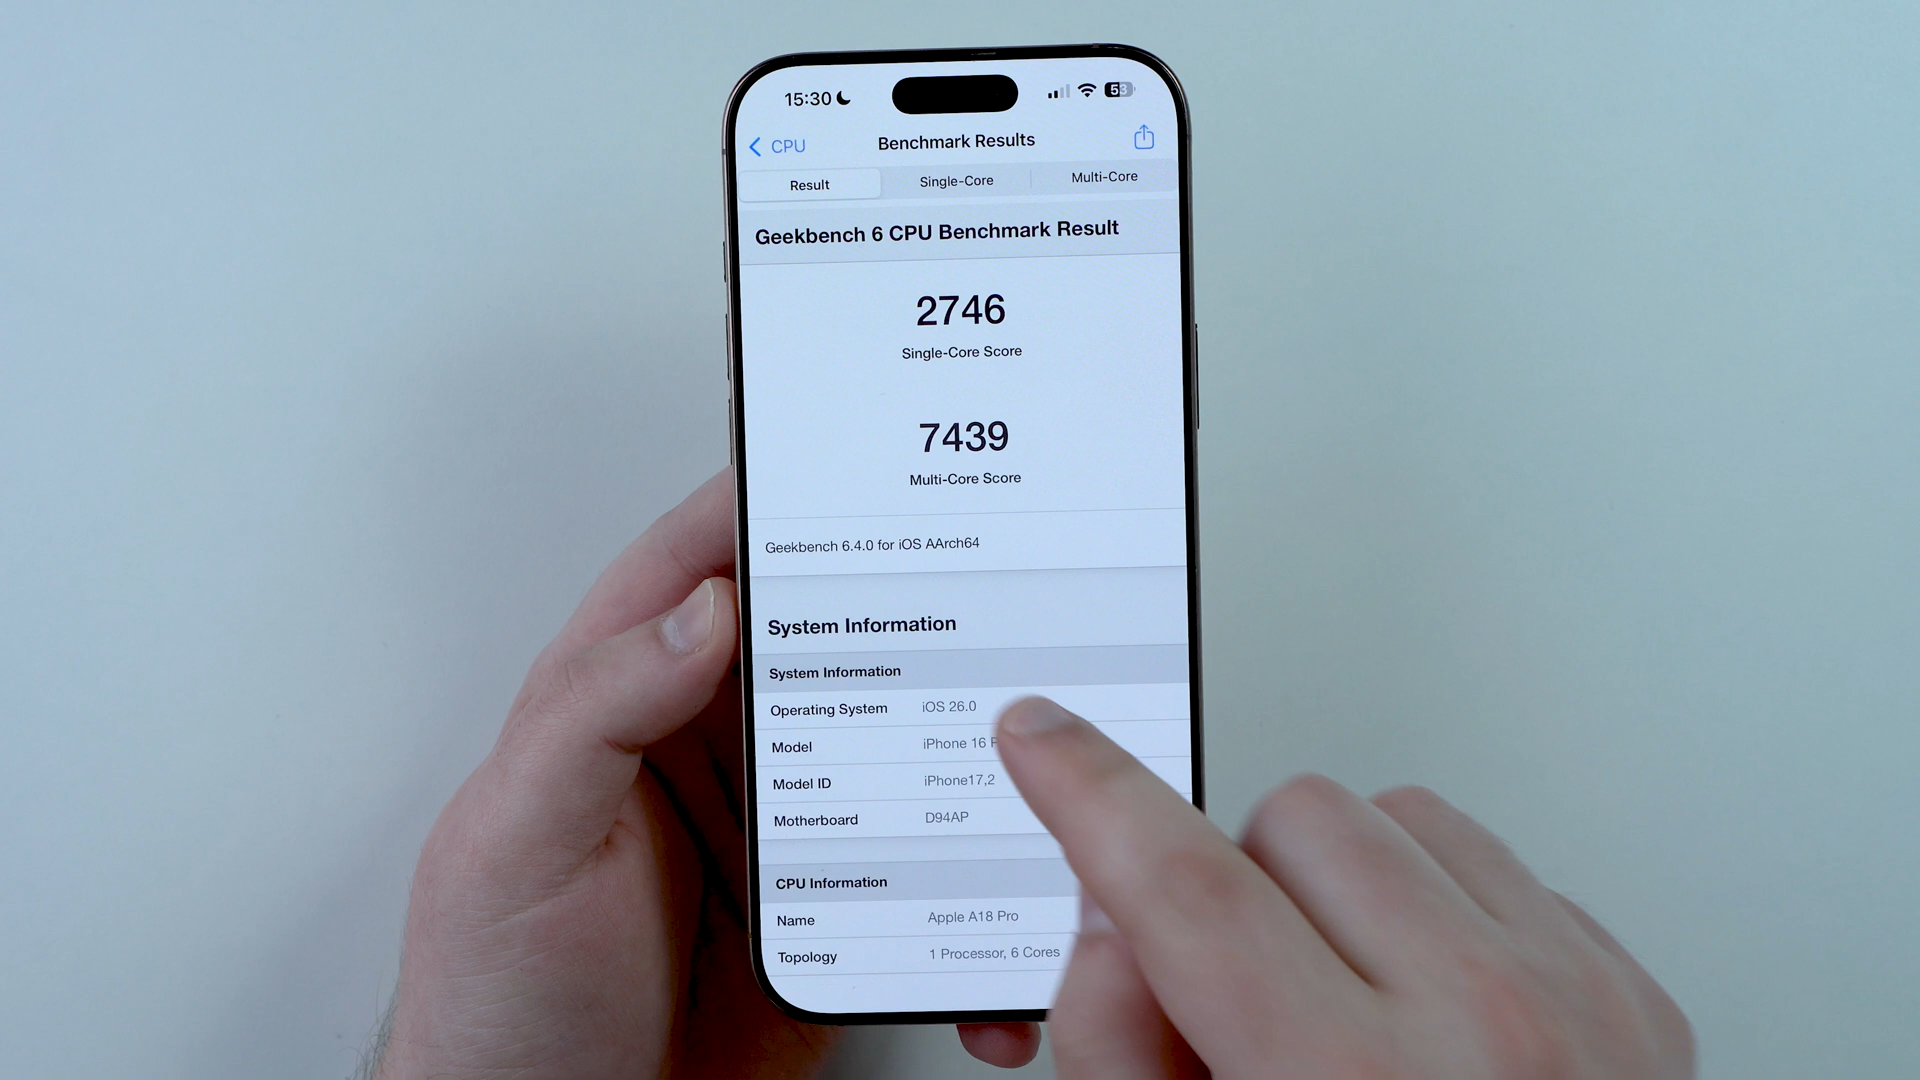 15:30
53
CPU
Benchmark Results
Result
Single-Core
Multi-Core
Geekbench 6 CPU Benchmark Result
2746
Single-Core Score
7439
Multi-Core Score
Geekbench 6.4.0 for iOS AArch64
System Information
System Information
Operating System iOS 26.0
Model iPhone 16
Model ID iPhone17,2
Motherboard D94AP
CPU Information
Name Apple A18 Pro
Topology 1 Processor, 6 Cores